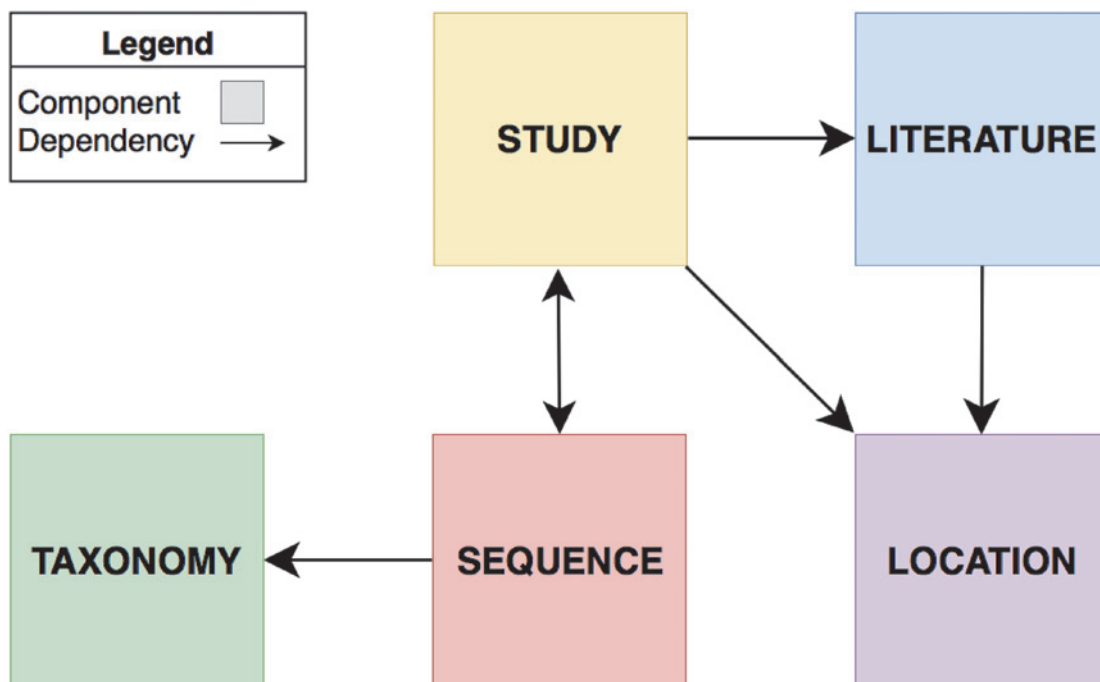 Legend
Component
Dependency
STUDY
LITERATURE
TAXONOMY
SEQUENCE
LOCATION